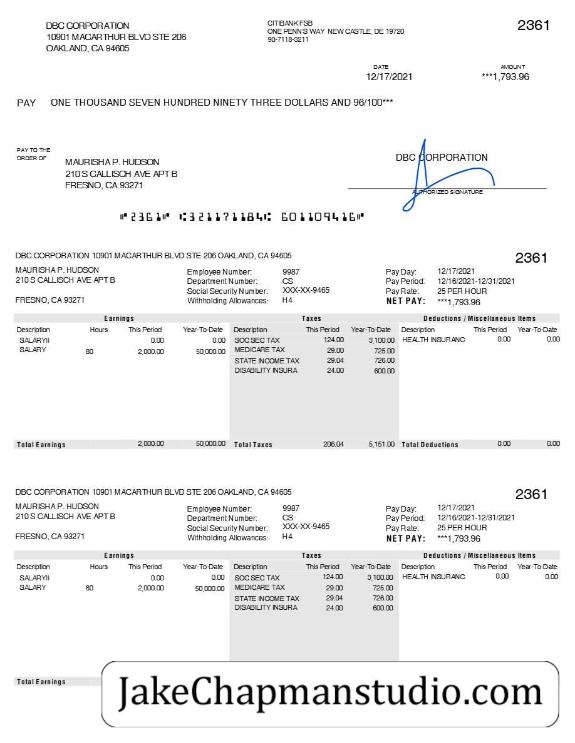 DBC CORPORATION
10901 MACARTHUR BLVD STE 206
OAKLAND, CA 94605
CITIBANK FSB
ONE PENN'S WAY NEW CASTLE, DE 19720
90-7118-3211
2361
DATE
12/17/2021
AMOUNT
***1,793.96
PAY ONE THOUSAND SEVEN HUNDRED NINETY THREE DOLLARS AND 96/100***
PAY TO THE
ORDER OF
MAURISHA P. HUDSON
210 S CALLISCH AVE APT B
FRESNO, CA 93271
DBC CORPORATION
AUTHORIZED SIGNATURE
⑈2361⑈ ⑆321171184⑆ 601109416⑈
DBC CORPORATION 10901 MACARTHUR BLVD STE 206 OAKLAND, CA 94605 2361
MAURISHA P. HUDSON Employee Number: 9987 Pay Day: 12/17/2021
210 S CALLISCH AVE APT B Department Number: CS Pay Period: 12/16/2021-12/31/2021
Social Security Number: XXX-XX-9465 Pay Rate: 25 PER HOUR
FRESNO, CA 93271 Withholding Allowances: H4 NET PAY: ***1,793.96
Earnings Taxes Deductions / Miscellaneous Items
Description Hours This Period Year-To-Date Description This Period Year-To-Date Description This Period Year-To-Date
SALARYII 0.00 0.00 SOC SEC TAX 124.00 3,100.00 HEALTH INSURANC 0.00 0.00
SALARY 80 2,000.00 50,000.00 MEDICARE TAX 29.00 725.00
STATE INCOME TAX 29.04 726.00
DISABILITY INSURA 24.00 600.00
Total Earnings 2,000.00 50,000.00 Total Taxes 206.04 5,151.00 Total Deductions 0.00 0.00
DBC CORPORATION 10901 MACARTHUR BLVD STE 206 OAKLAND, CA 94605 2361
MAURISHA P. HUDSON Employee Number: 9987 Pay Day: 12/17/2021
210 S CALLISCH AVE APT B Department Number: CS Pay Period: 12/16/2021-12/31/2021
Social Security Number: XXX-XX-9465 Pay Rate: 25 PER HOUR
FRESNO, CA 93271 Withholding Allowances: H4 NET PAY: ***1,793.96
Earnings Taxes Deductions / Miscellaneous Items
Description Hours This Period Year-To-Date Description This Period Year-To-Date Description This Period Year-To-Date
SALARYII 0.00 0.00 SOC SEC TAX 124.00 3,100.00 HEALTH INSURANC 0.00 0.00
SALARY 80 2,000.00 50,000.00 MEDICARE TAX 29.00 725.00
STATE INCOME TAX 29.04 726.00
DISABILITY INSURA 24.00 600.00
Total Earnings
JakeChapmanstudio.com